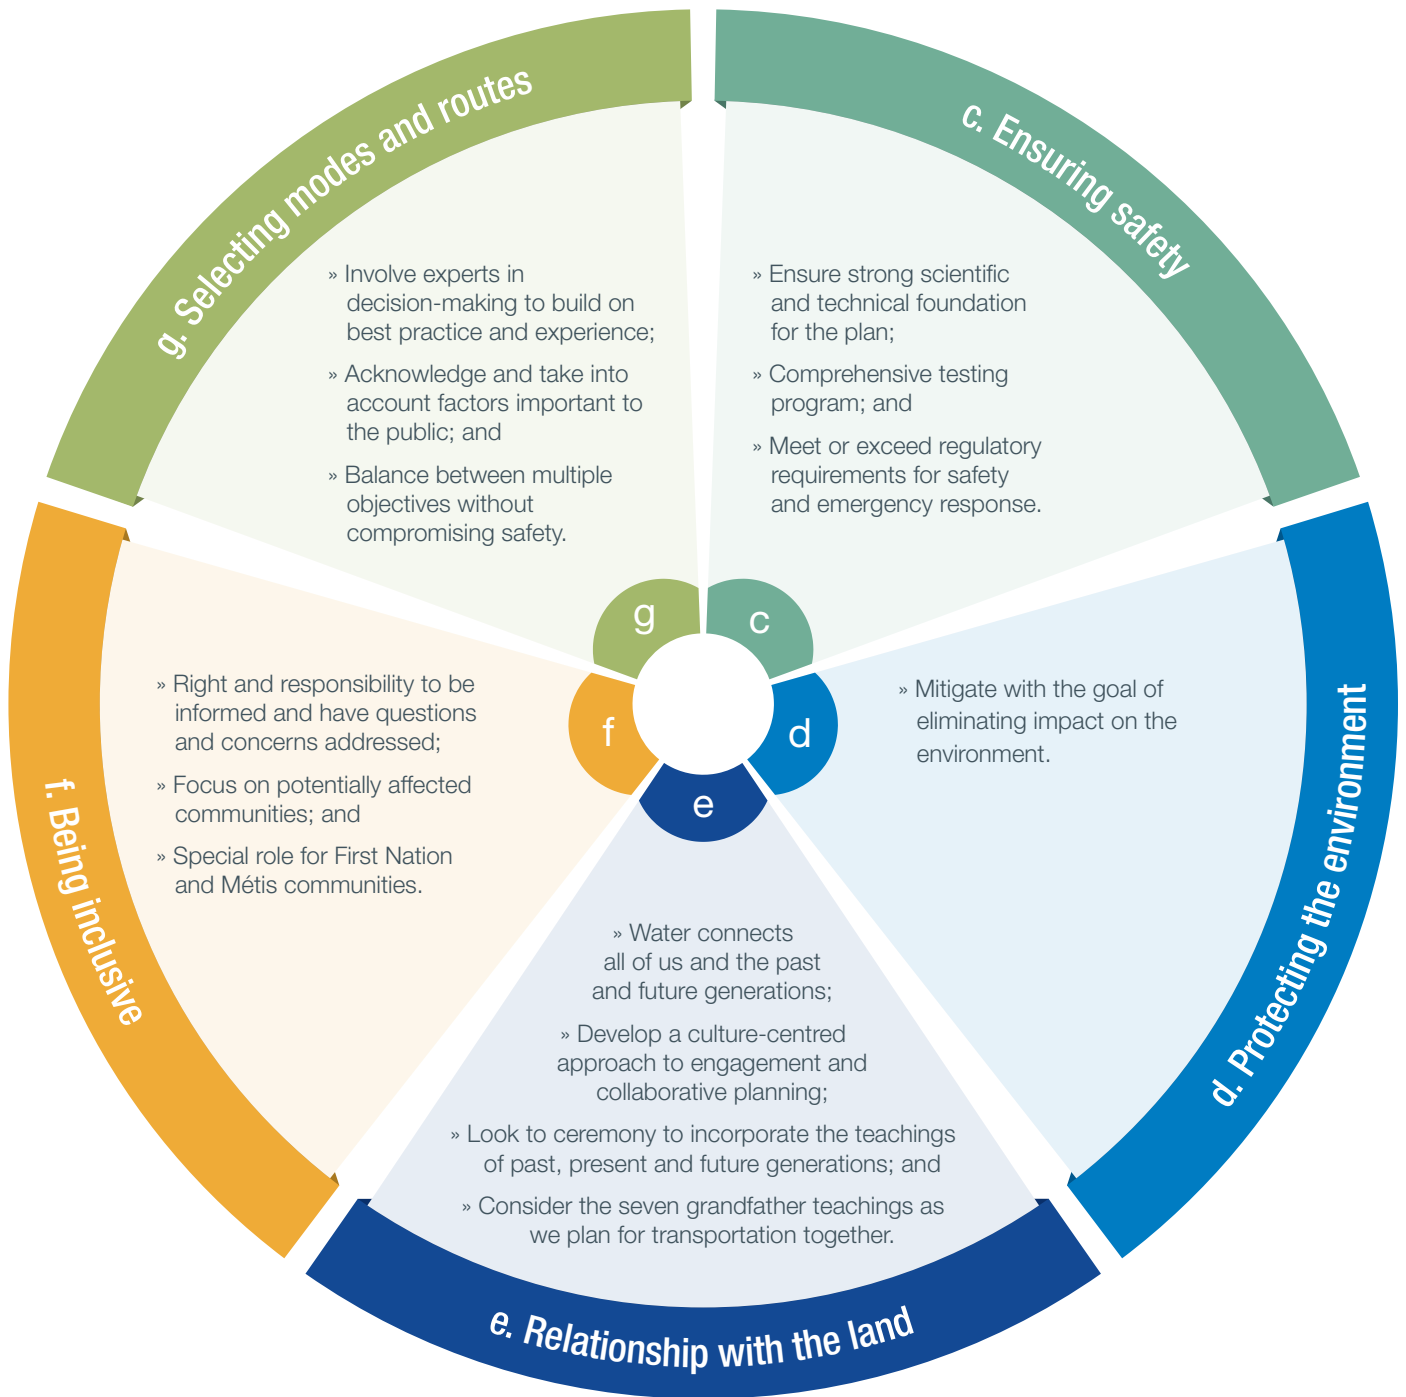 c. Ensuring safety
» Ensure strong scientific
and technical foundation
for the plan;
» Comprehensive testing
program; and
» Meet or exceed regulatory
requirements for safety
and emergency response.
c
d. Protecting the environment
» Mitigate with the goal of
eliminating impact on the
environment.
d
e
» Water connects
all of us and the past
and future generations;
» Develop a culture-centred
approach to engagement and
collaborative planning;
» Look to ceremony to incorporate the teachings
of past, present and future generations; and
» Consider the seven grandfather teachings as
we plan for transportation together.
e. Relationship with the land
f. Being inclusive
» Right and responsibility to be
informed and have questions
and concerns addressed;
» Focus on potentially affected
communities; and
» Special role for First Nation
and Métis communities.
f
g. Selecting modes and routes
» Involve experts in
decision-making to build on
best practice and experience;
» Acknowledge and take into
account factors important to
the public; and
» Balance between multiple
objectives without
compromising safety.
g